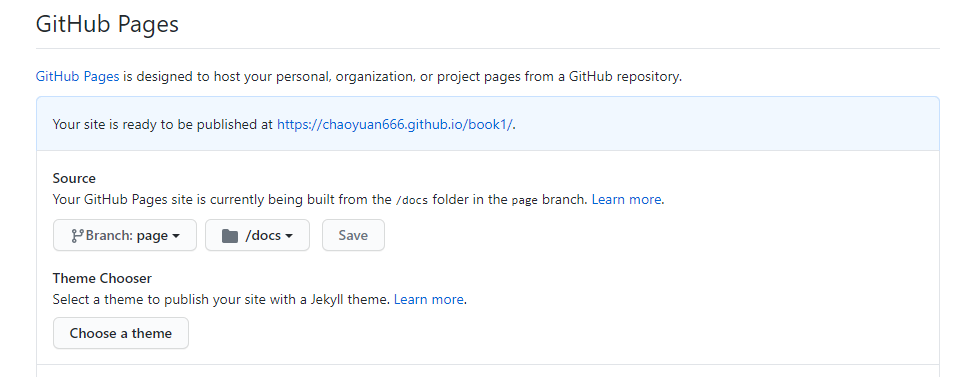 GitHub Pages
GitHub Pages is designed to host your personal, organization, or project pages from a GitHub repository.
Your site is ready to be published at https://chaoyuan666.github.io/book1/.
Source
Your GitHub Pages site is currently being built from the /docs folder in the page branch. Learn more.
Branch: page /docs Save
Theme Chooser
Select a theme to publish your site with a Jekyll theme. Learn more.
Choose a theme